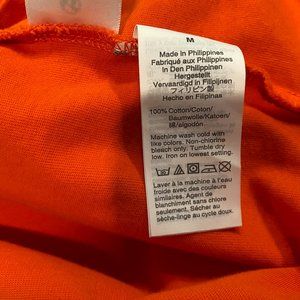 M
Made in Philippines
Fabriqué aux Philippines
In Den Philippinen
Hergestellt
Vervaardigd in Filipijnen
フィリピン製
Hecho en Filipinas
100% Cotton/Coton/
Baumwolle/Katoen/
綿/algodón.
Machine wash cold with
like colors. Non-chlorine
bleach only. Tumble dry
low. Iron on lowest setting.
Laver à la machine à l'eau
froide avec des couleurs
similaires. Agent de blanchiment
sans chlore
seulement. Sécher au
sèche-linge au cycle doux.